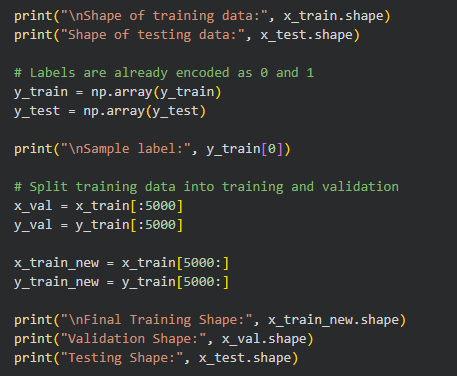 print("\nShape of training data:", x_train.shape)
print("Shape of testing data:", x_test.shape)
# Labels are already encoded as 0 and 1
y_train = np.array(y_train)
y_test = np.array(y_test)
print("\nSample label:", y_train[0])
# Split training data into training and validation
x_val = x_train[:5000]
y_val = y_train[:5000]
x_train_new = x_train[5000:]
y_train_new = y_train[5000:]
print("\nFinal Training Shape:", x_train_new.shape)
print("Validation Shape:", x_val.shape)
print("Testing Shape:", x_test.shape)